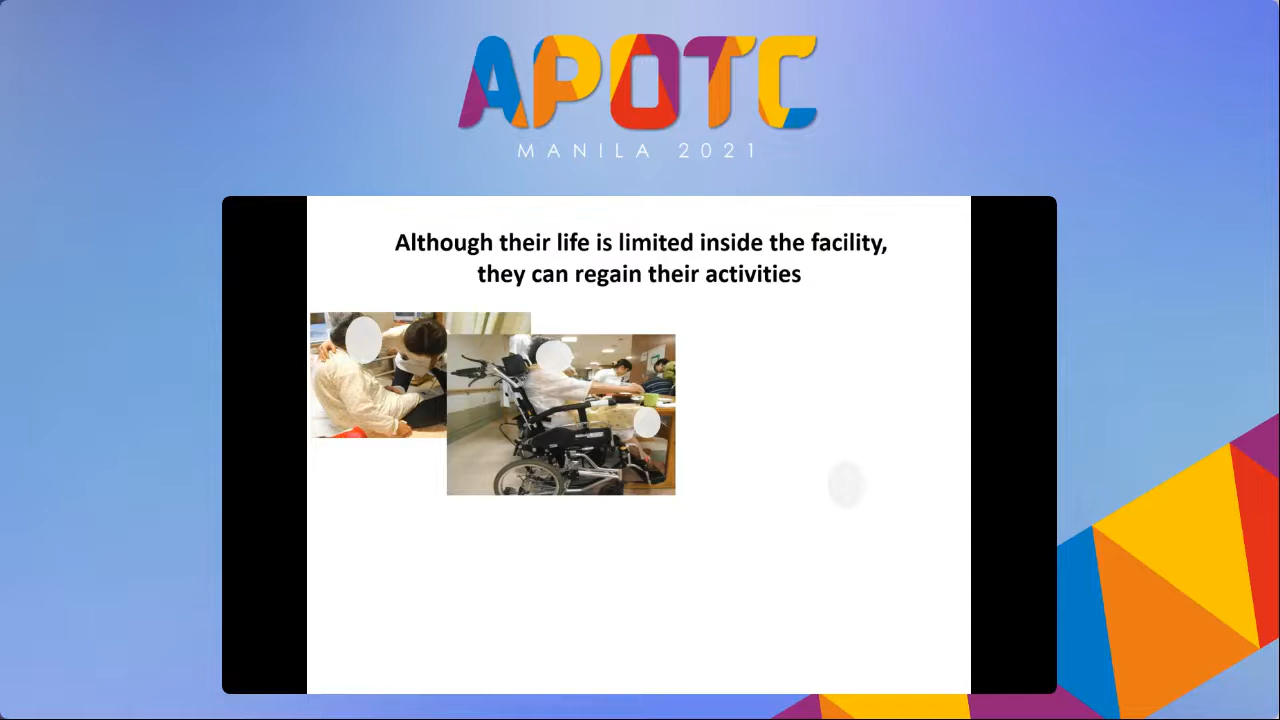 APOTC
MANILA 2021
Although their life is limited inside the facility,
they can regain their activities